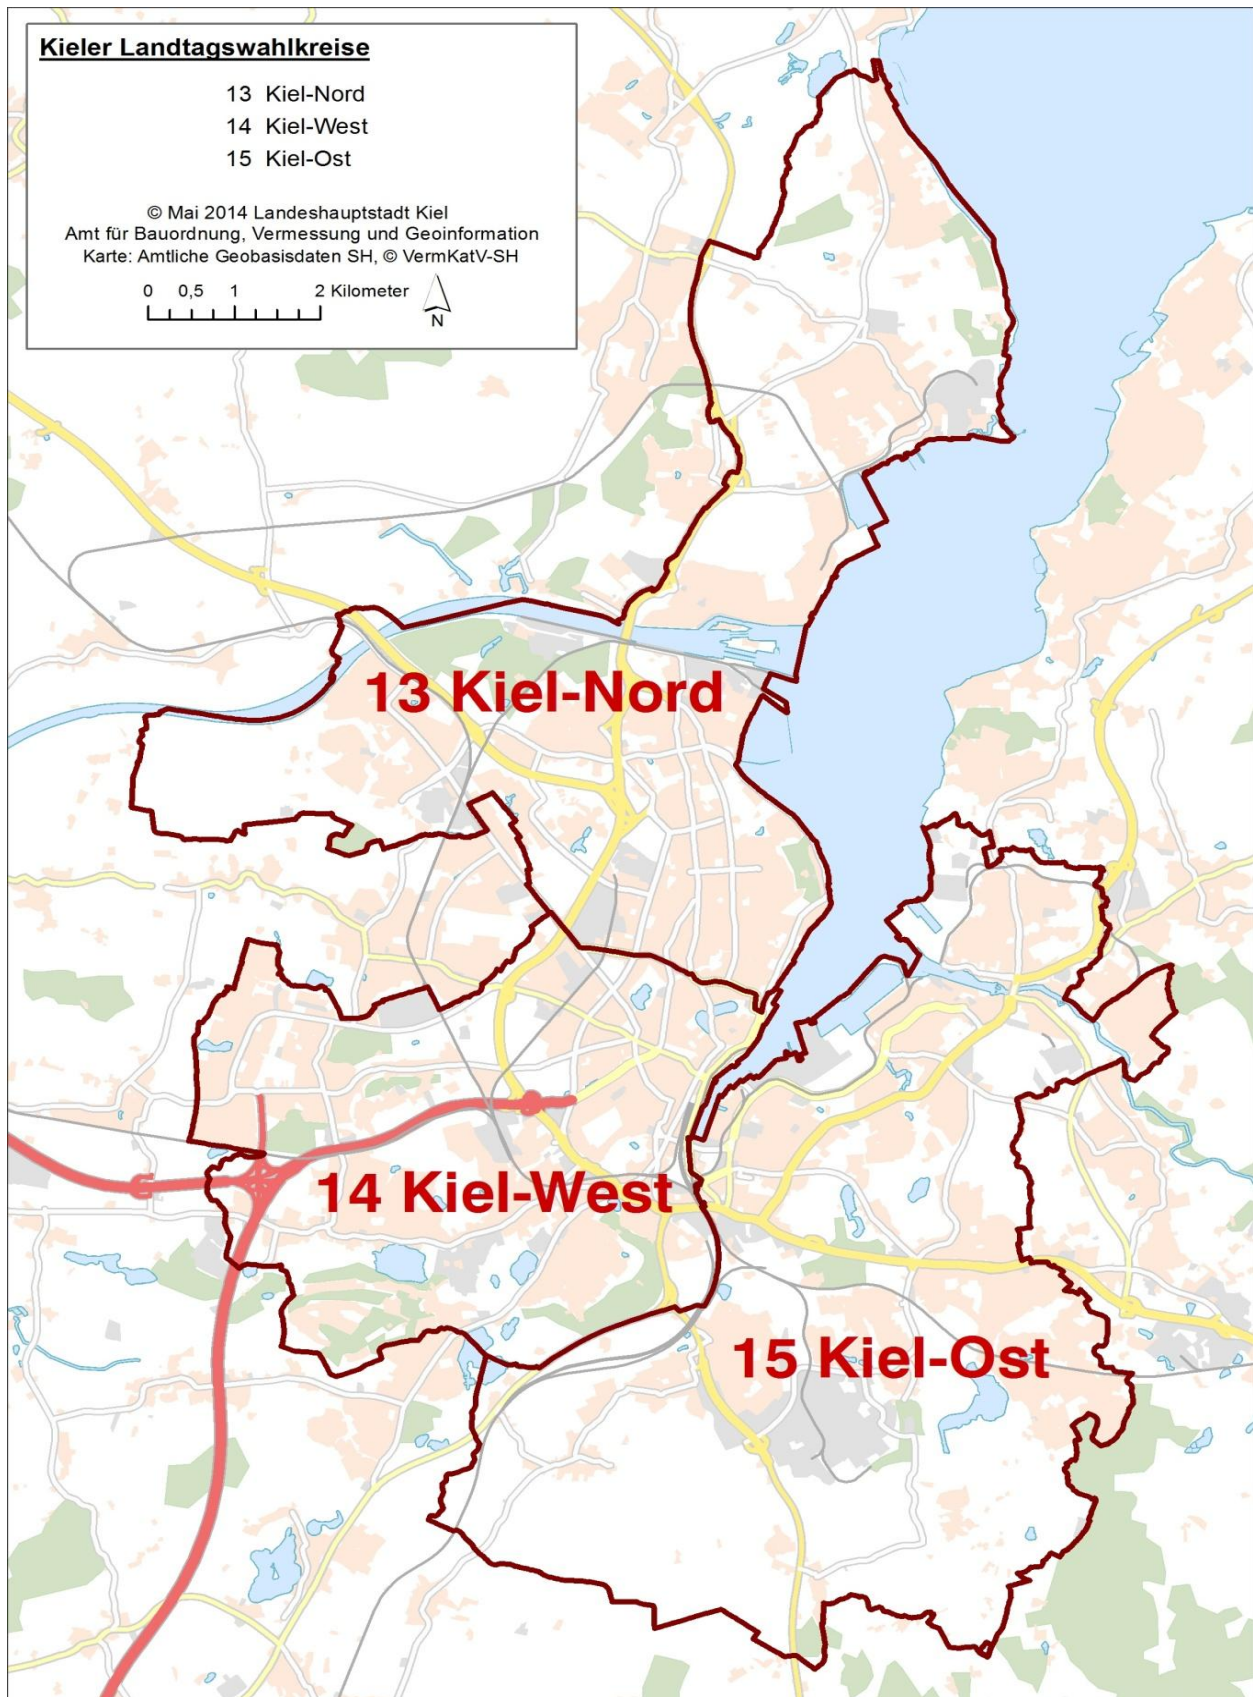 Kieler Landtagswahlkreise
13 Kiel-Nord
14 Kiel-West
15 Kiel-Ost
© Mai 2014 Landeshauptstadt Kiel
Amt für Bauordnung, Vermessung und Geoinformation
Karte: Amtliche Geobasisdaten SH, © VermKatV-SH
0 0,5 1 2 Kilometer
N
13 Kiel-Nord
14 Kiel-West
15 Kiel-Ost